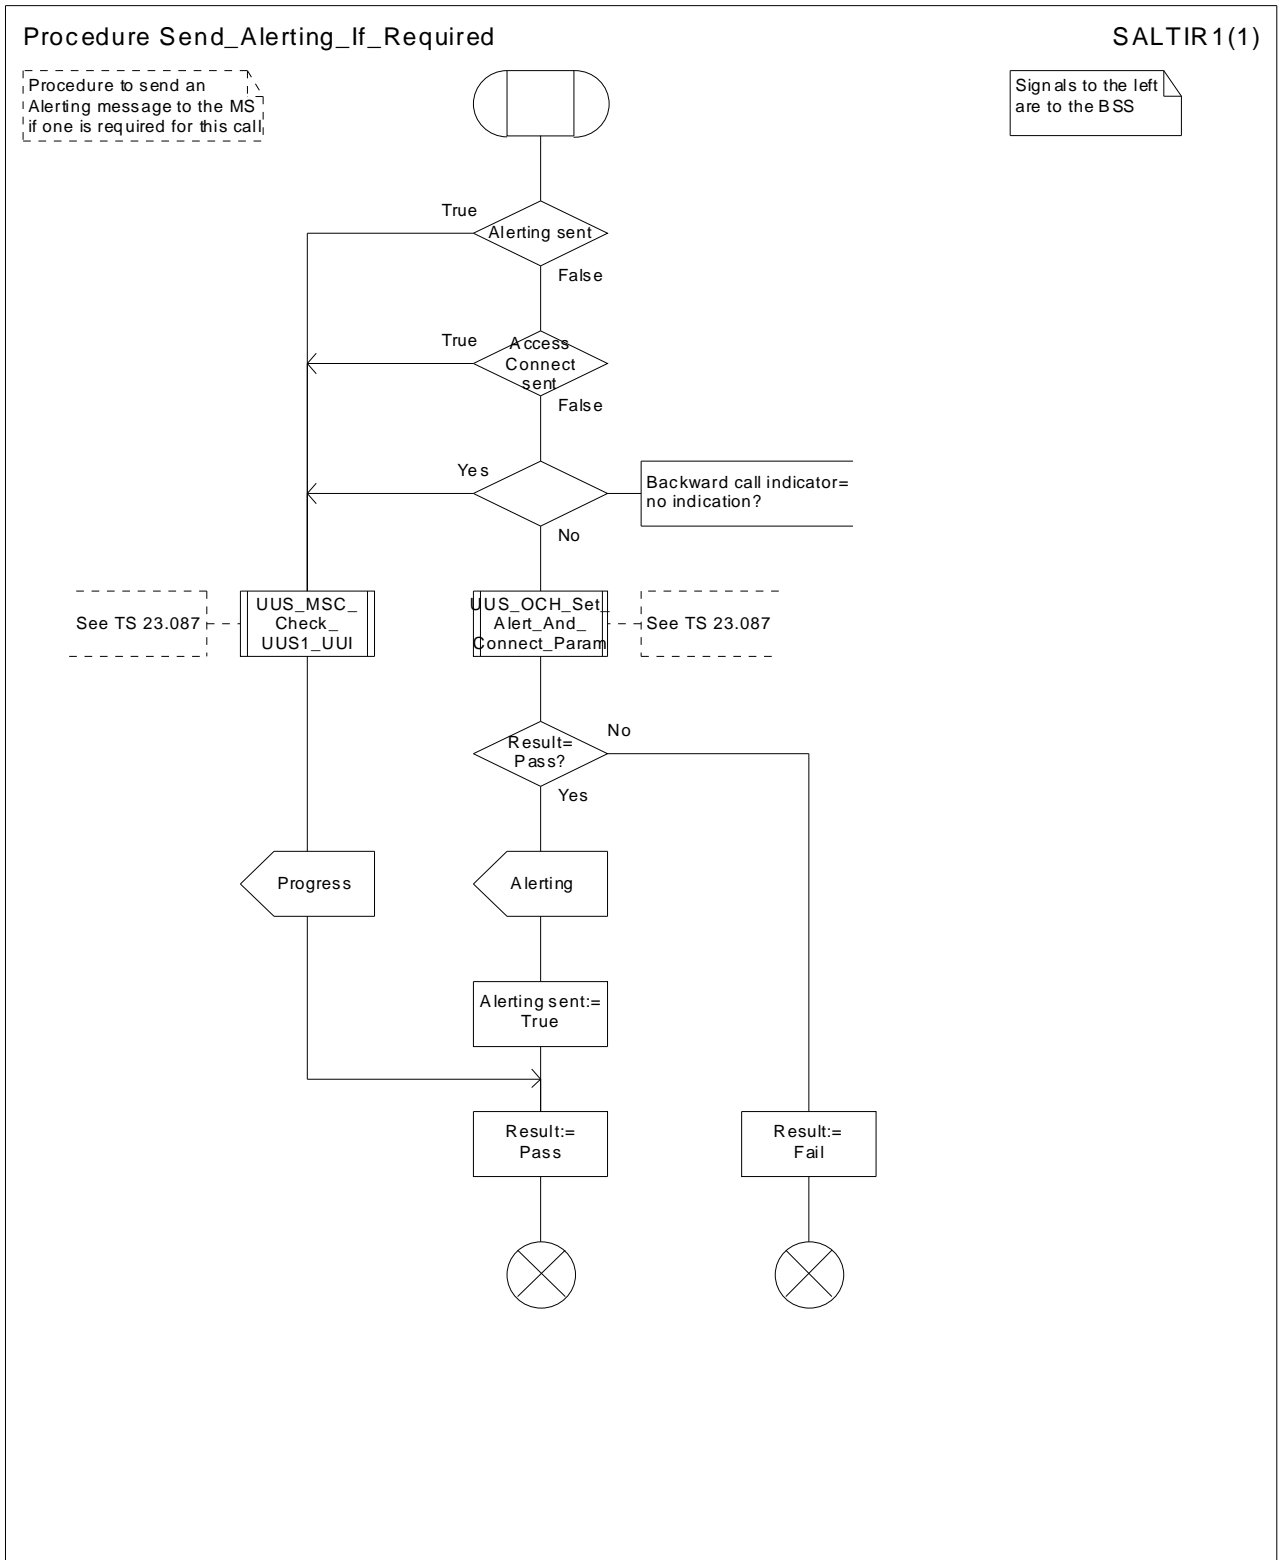 Procedure Send_Alerting_If_Required
SALTIR1(1)
Procedure to send an
Alerting message to the MS
if one is required for this call
Signals to the left
are to the BSS
True
Alerting sent
False
True
Access
Connect
sent
False
Yes
Backward call indicator=
no indication?
No
See TS 23.087
UUS_MSC_
Check_
UUS1_UUI
UUS_OCH_Set_
Alert_And_
Connect_Param
See TS 23.087
Result=
Pass?
No
Yes
Progress
Alerting
Alerting sent:=
True
Result:=
Pass
Result:=
Fail